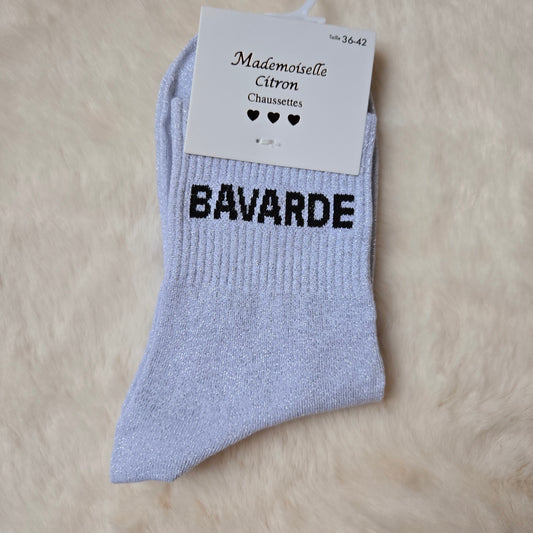 Taille 36-42
Mademoiselle
Citron
Chaussettes
BAVARDE